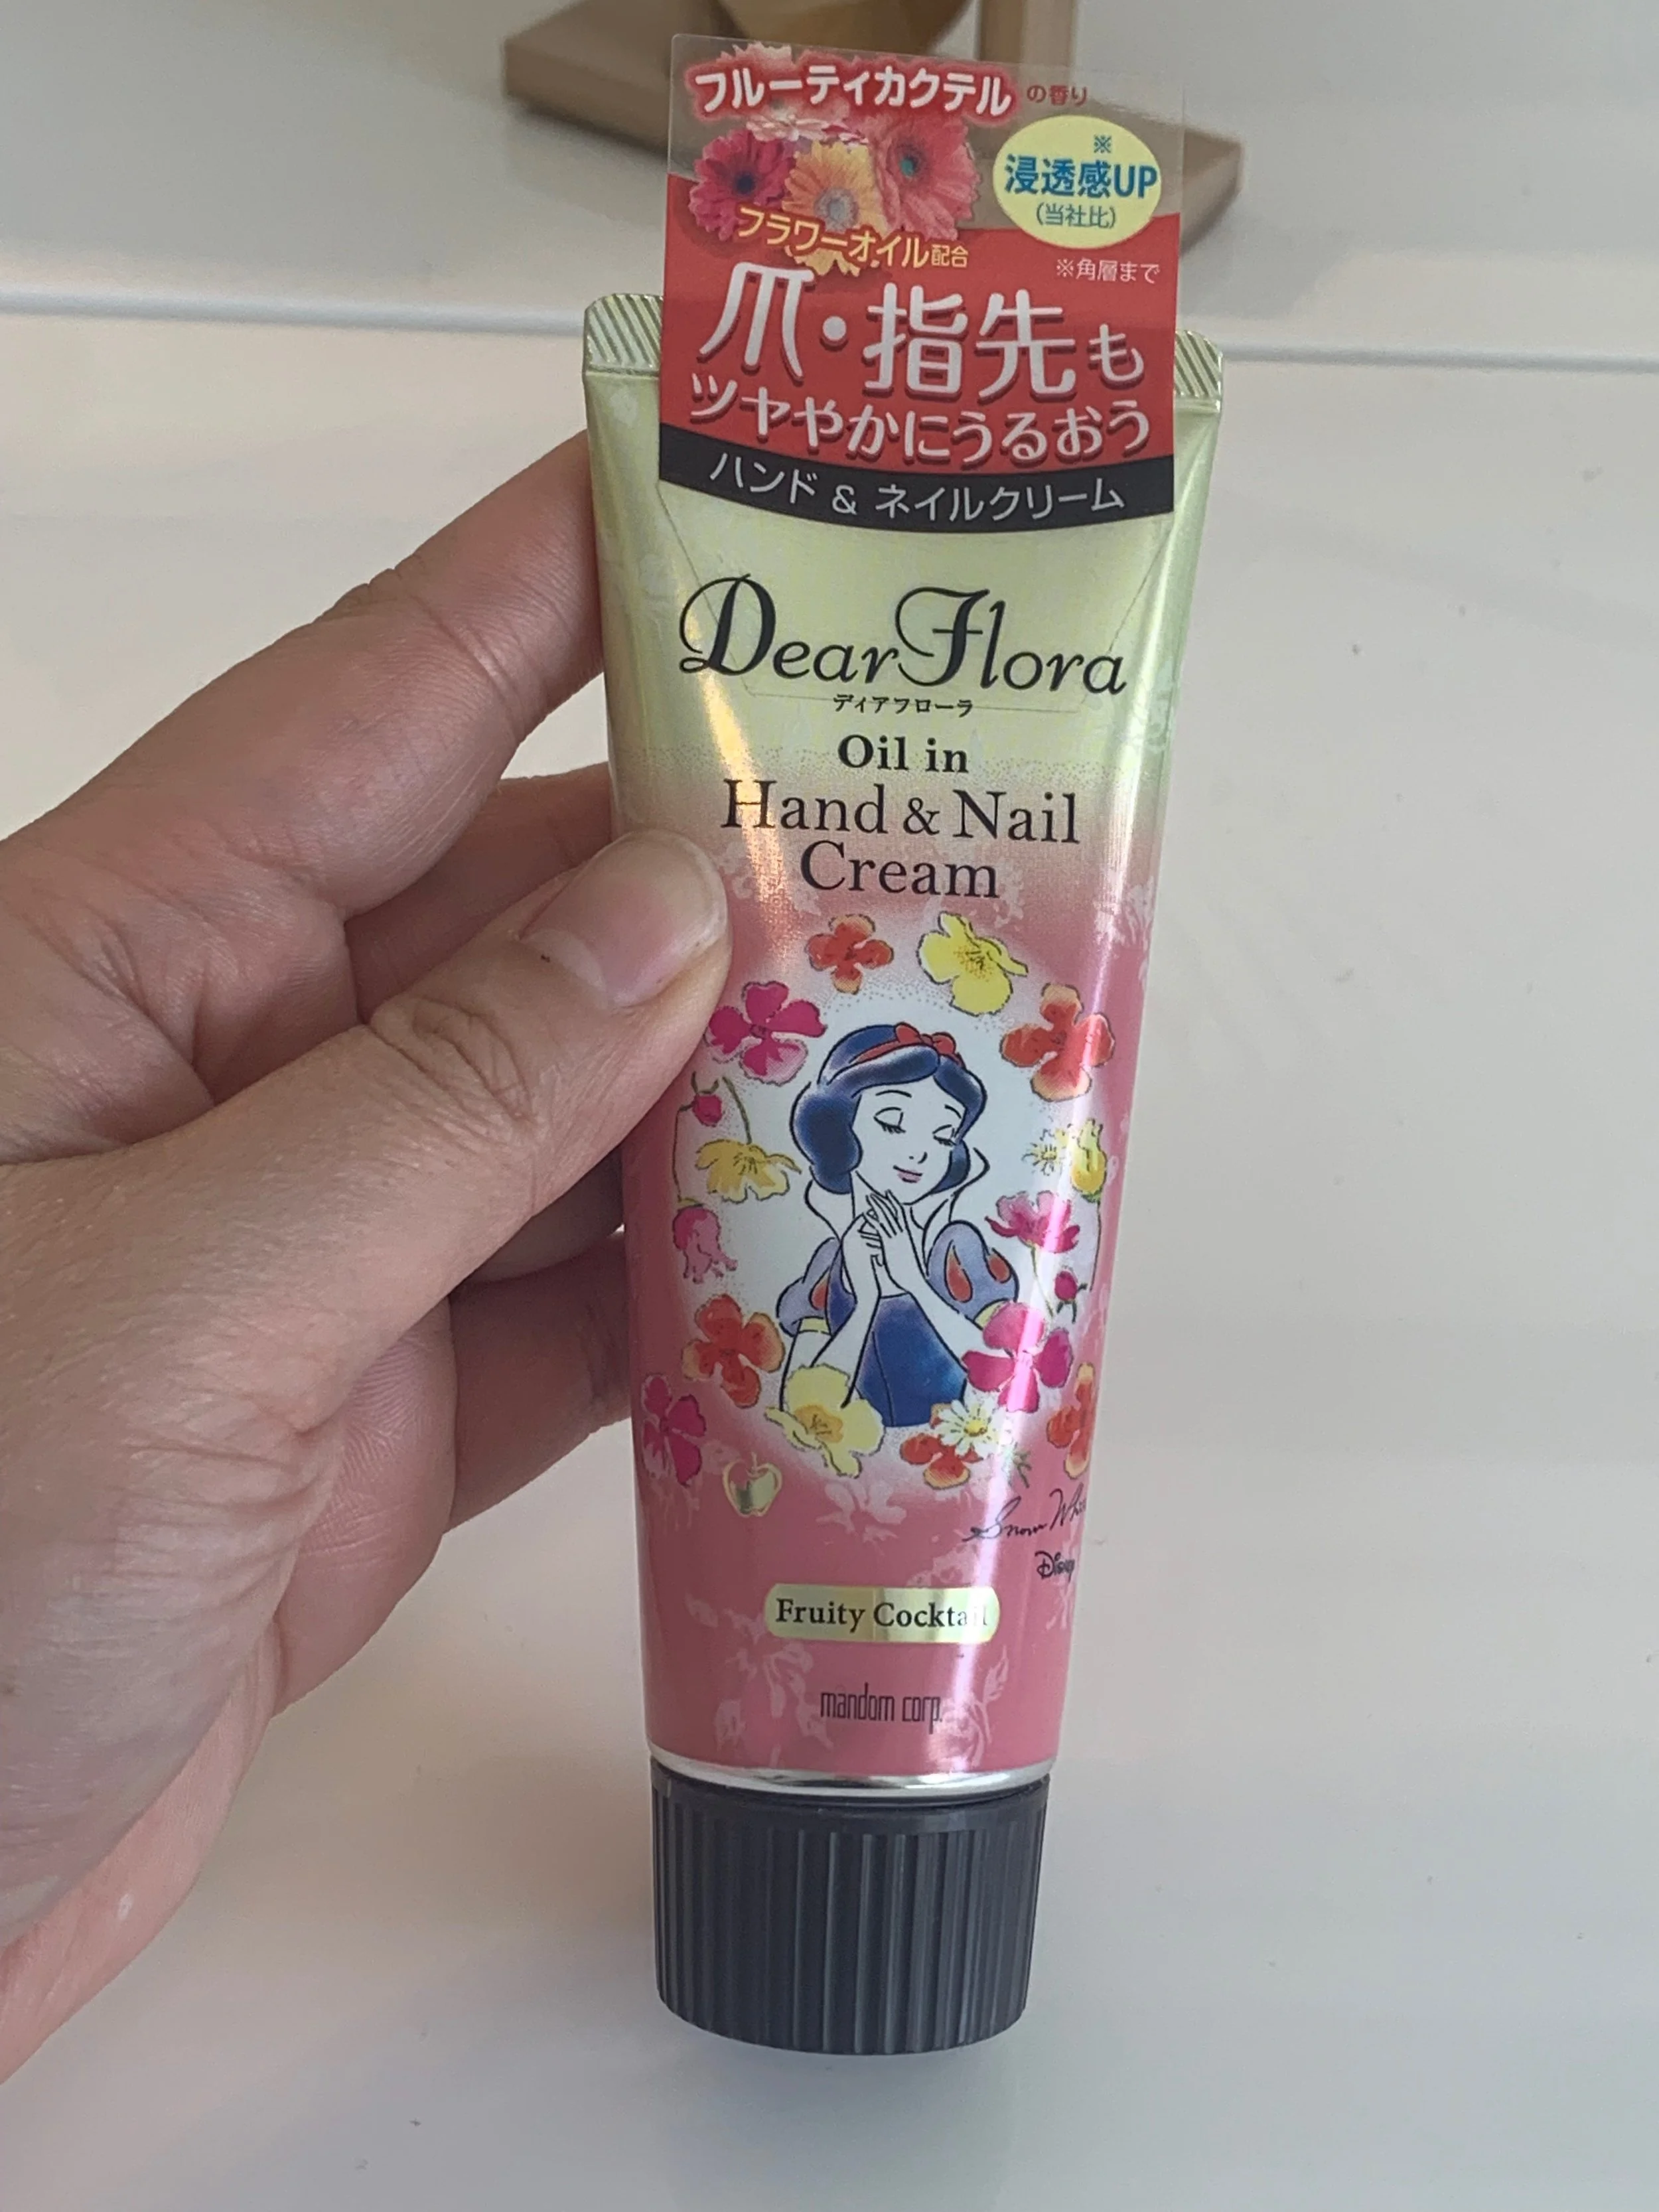 フルーティカクテルの香り
※
浸透感UP
(当社比)
フラワーオイル配合
※角層まで
爪・指先も
ツヤやかにうるおう
ハンド & ネイルクリーム
Dear Flora
ディアフローラ
Oil in
Hand & Nail
Cream
Snow Whi
Disney
Fruity Cocktail
mandom corp.